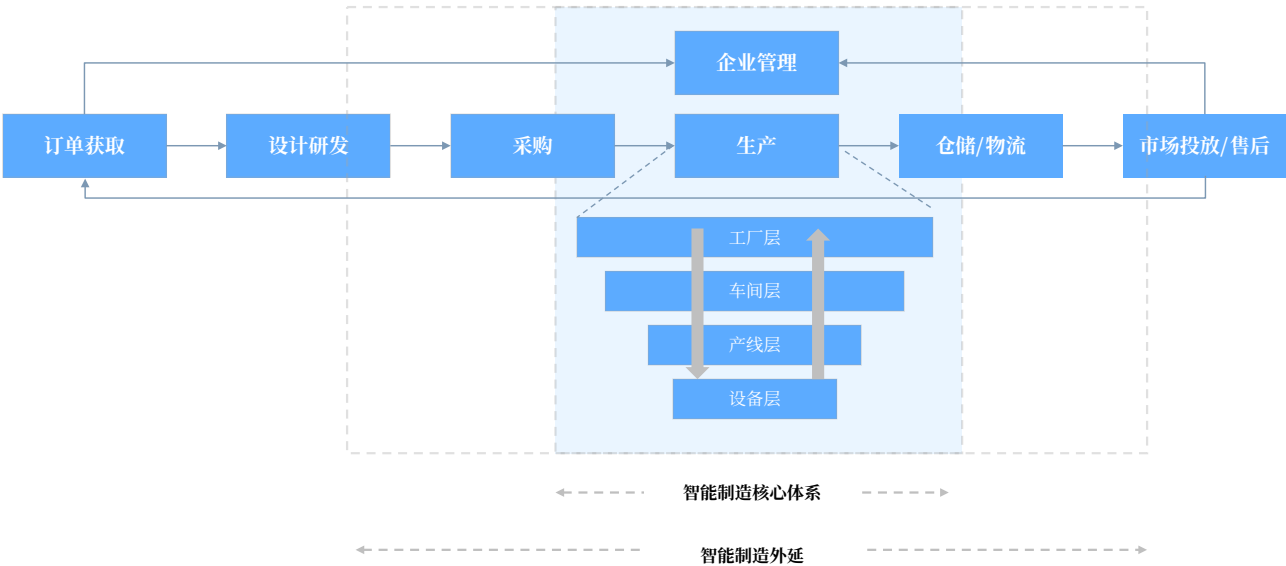 企业管理
订单获取
设计研发
采购
生产
仓储/物流
市场投放/售后
工厂层
车间层
产线层
设备层
智能制造核心体系
智能制造外延